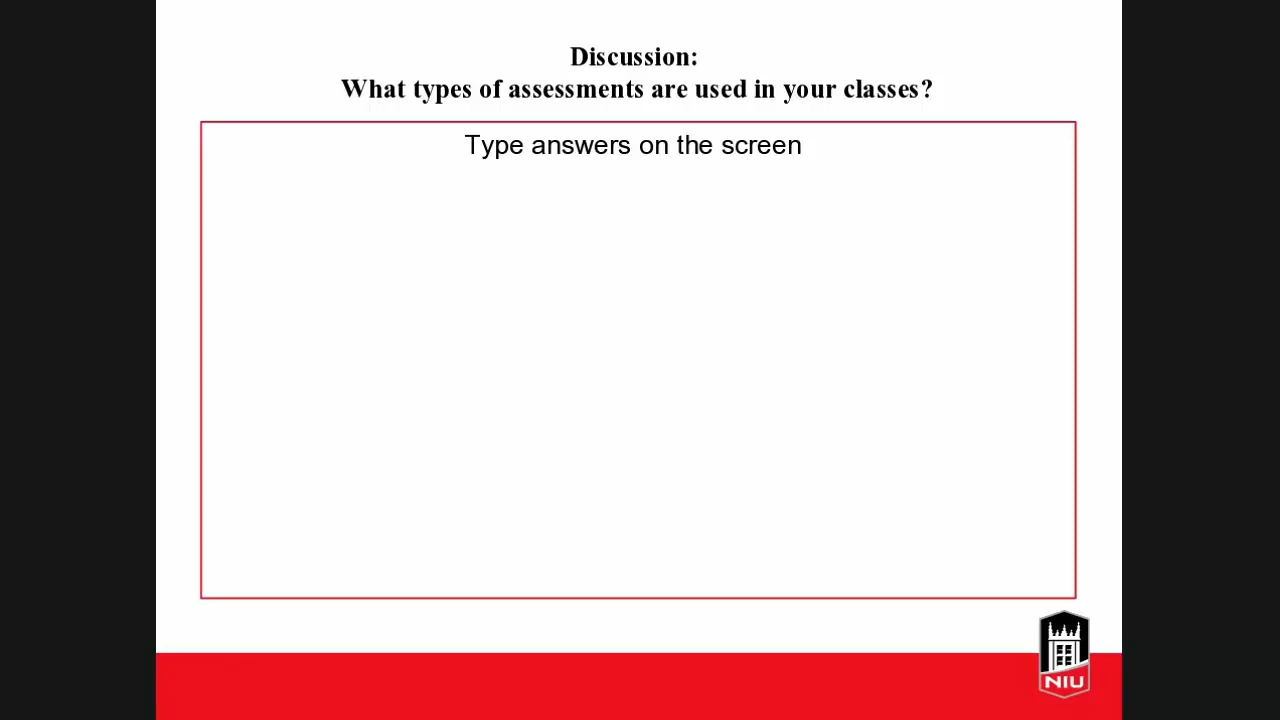 Discussion:
What types of assessments are used in your classes?
Type answers on the screen
NIU